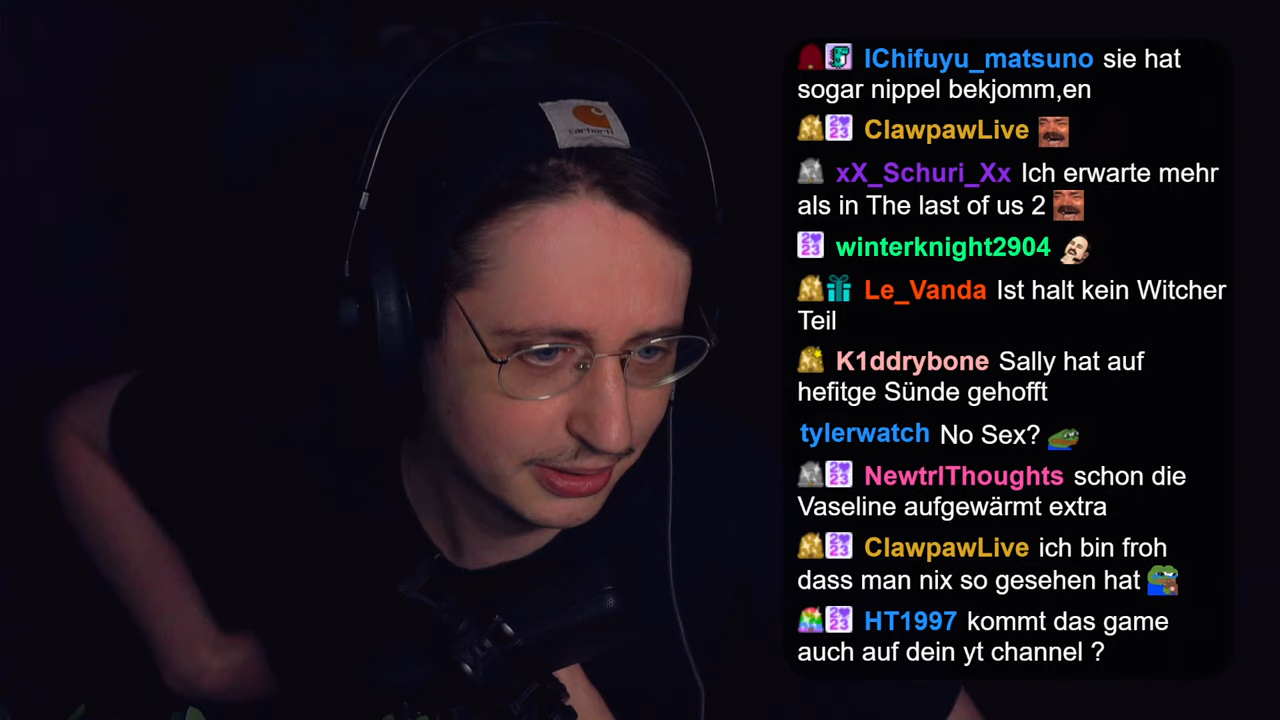 carhartt
IChifuyu_matsuno sie hat
sogar nippel bekjomm,en
ClawpawLive
xX_Schuri_Xx Ich erwarte mehr
als in The last of us 2
winterknight2904
Le_Vanda Ist halt kein Witcher
Teil
K1ddrybone Sally hat auf
hefitge Sünde gehofft
tylerwatch No Sex?
NewtrlThoughts schon die
Vaseline aufgewärmt extra
ClawpawLive ich bin froh
dass man nix so gesehen hat
HT1997 kommt das game
auch auf dein yt channel ?